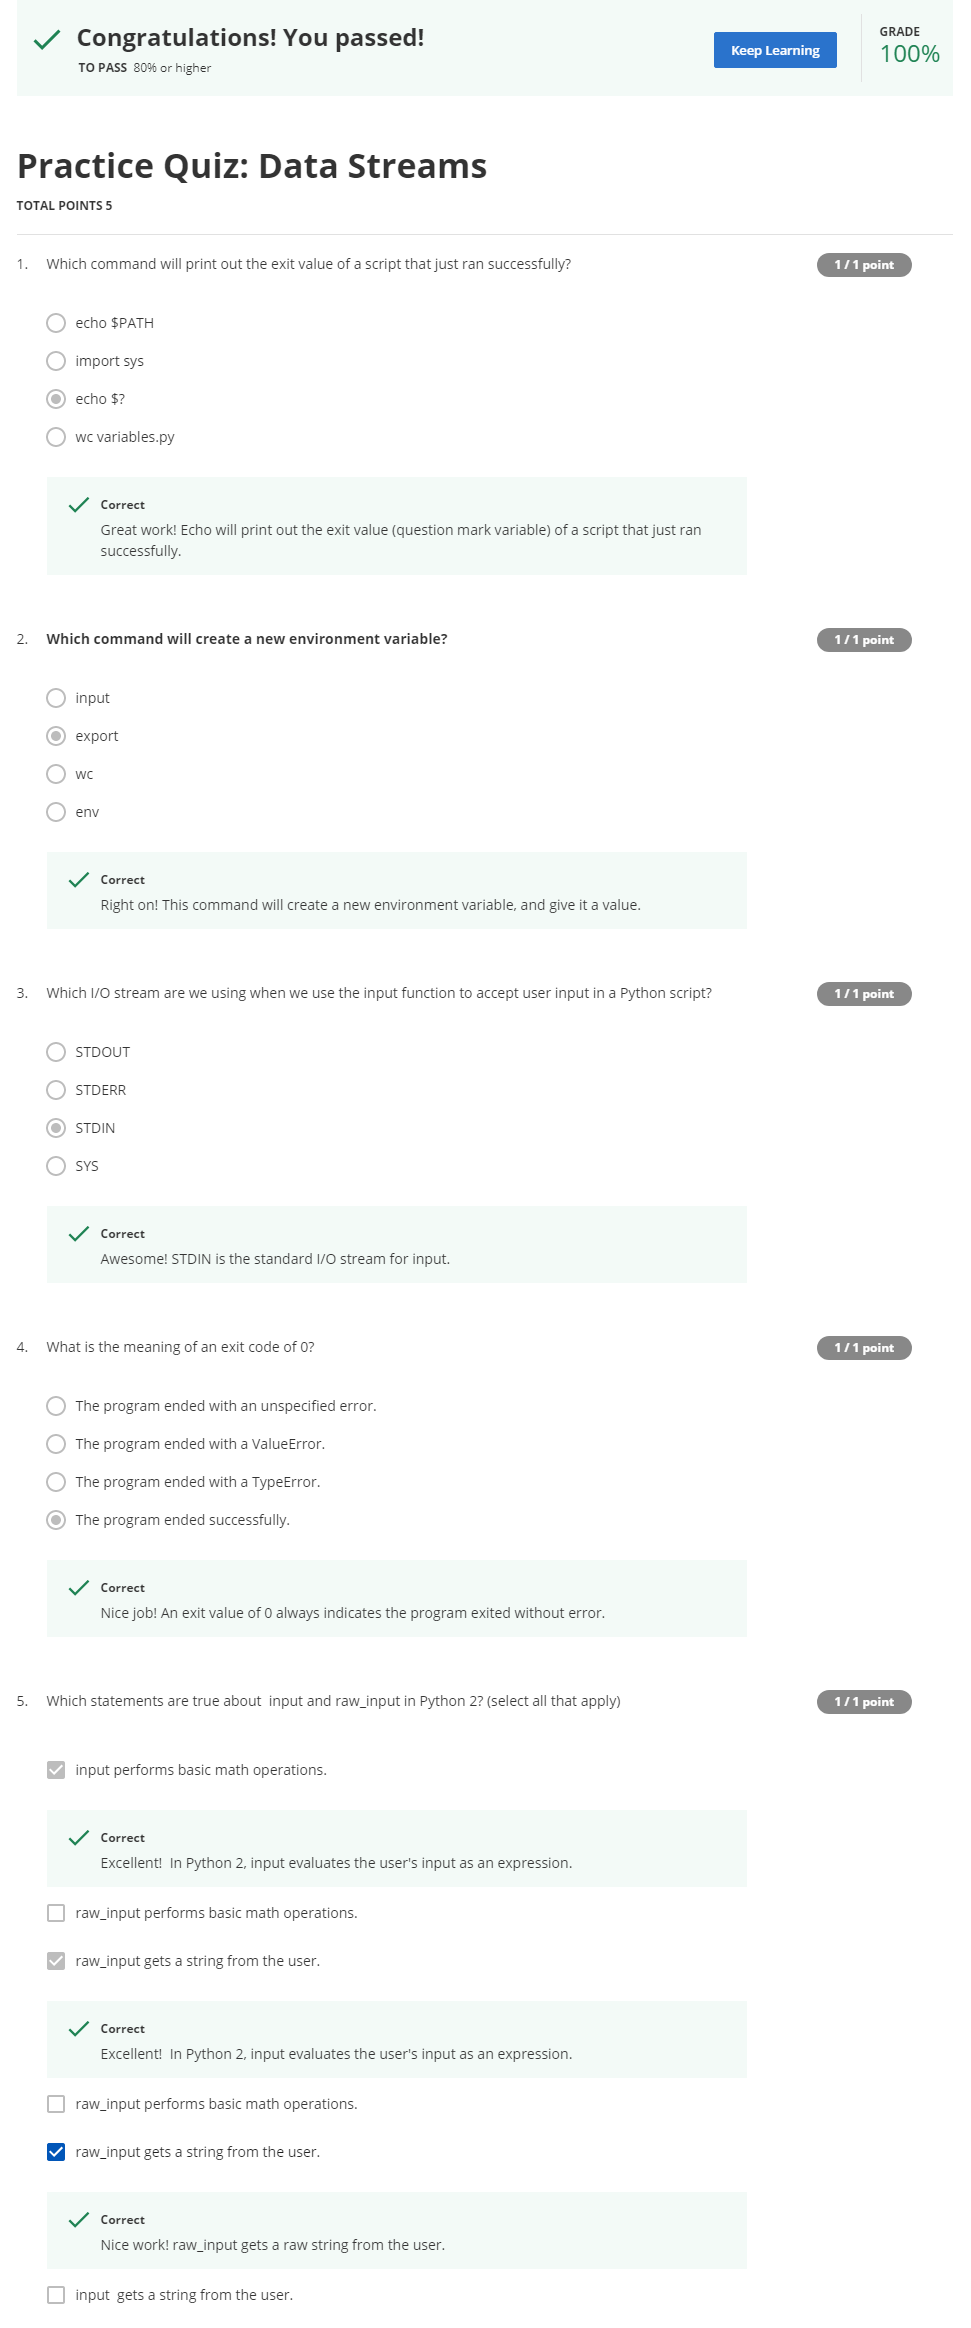 Congratulations! You passed!
TO PASS 80% or higher
Keep Learning
GRADE
100%
Practice Quiz: Data Streams
TOTAL POINTS 5
1. Which command will print out the exit value of a script that just ran successfully?
1 / 1 point
echo $PATH
import sys
echo $?
wc variables.py
Correct
Great work! Echo will print out the exit value (question mark variable) of a script that just ran
successfully.
2. Which command will create a new environment variable?
1 / 1 point
input
export
wc
env
Correct
Right on! This command will create a new environment variable, and give it a value.
3. Which I/O stream are we using when we use the input function to accept user input in a Python script?
1 / 1 point
STDOUT
STDERR
STDIN
SYS
Correct
Awesome! STDIN is the standard I/O stream for input.
4. What is the meaning of an exit code of 0?
1 / 1 point
The program ended with an unspecified error.
The program ended with a ValueError.
The program ended with a TypeError.
The program ended successfully.
Correct
Nice job! An exit value of 0 always indicates the program exited without error.
5. Which statements are true about  input and raw_input in Python 2? (select all that apply)
1 / 1 point
input performs basic math operations.
Correct
Excellent!  In Python 2, input evaluates the user's input as an expression.
raw_input performs basic math operations.
raw_input gets a string from the user.
Correct
Excellent!  In Python 2, input evaluates the user's input as an expression.
raw_input performs basic math operations.
raw_input gets a string from the user.
Correct
Nice work! raw_input gets a raw string from the user.
input  gets a string from the user.